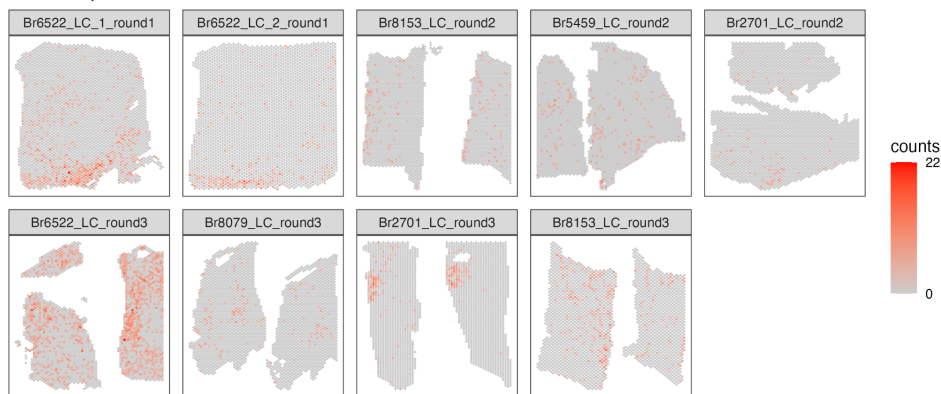 Br6522_LC_1_round1
Br6522_LC_2_round1
Br8153_LC_round2
Br5459_LC_round2
Br2701_LC_round2
counts
22
0
Br6522_LC_round3
Br8079_LC_round3
Br2701_LC_round3
Br8153_LC_round3